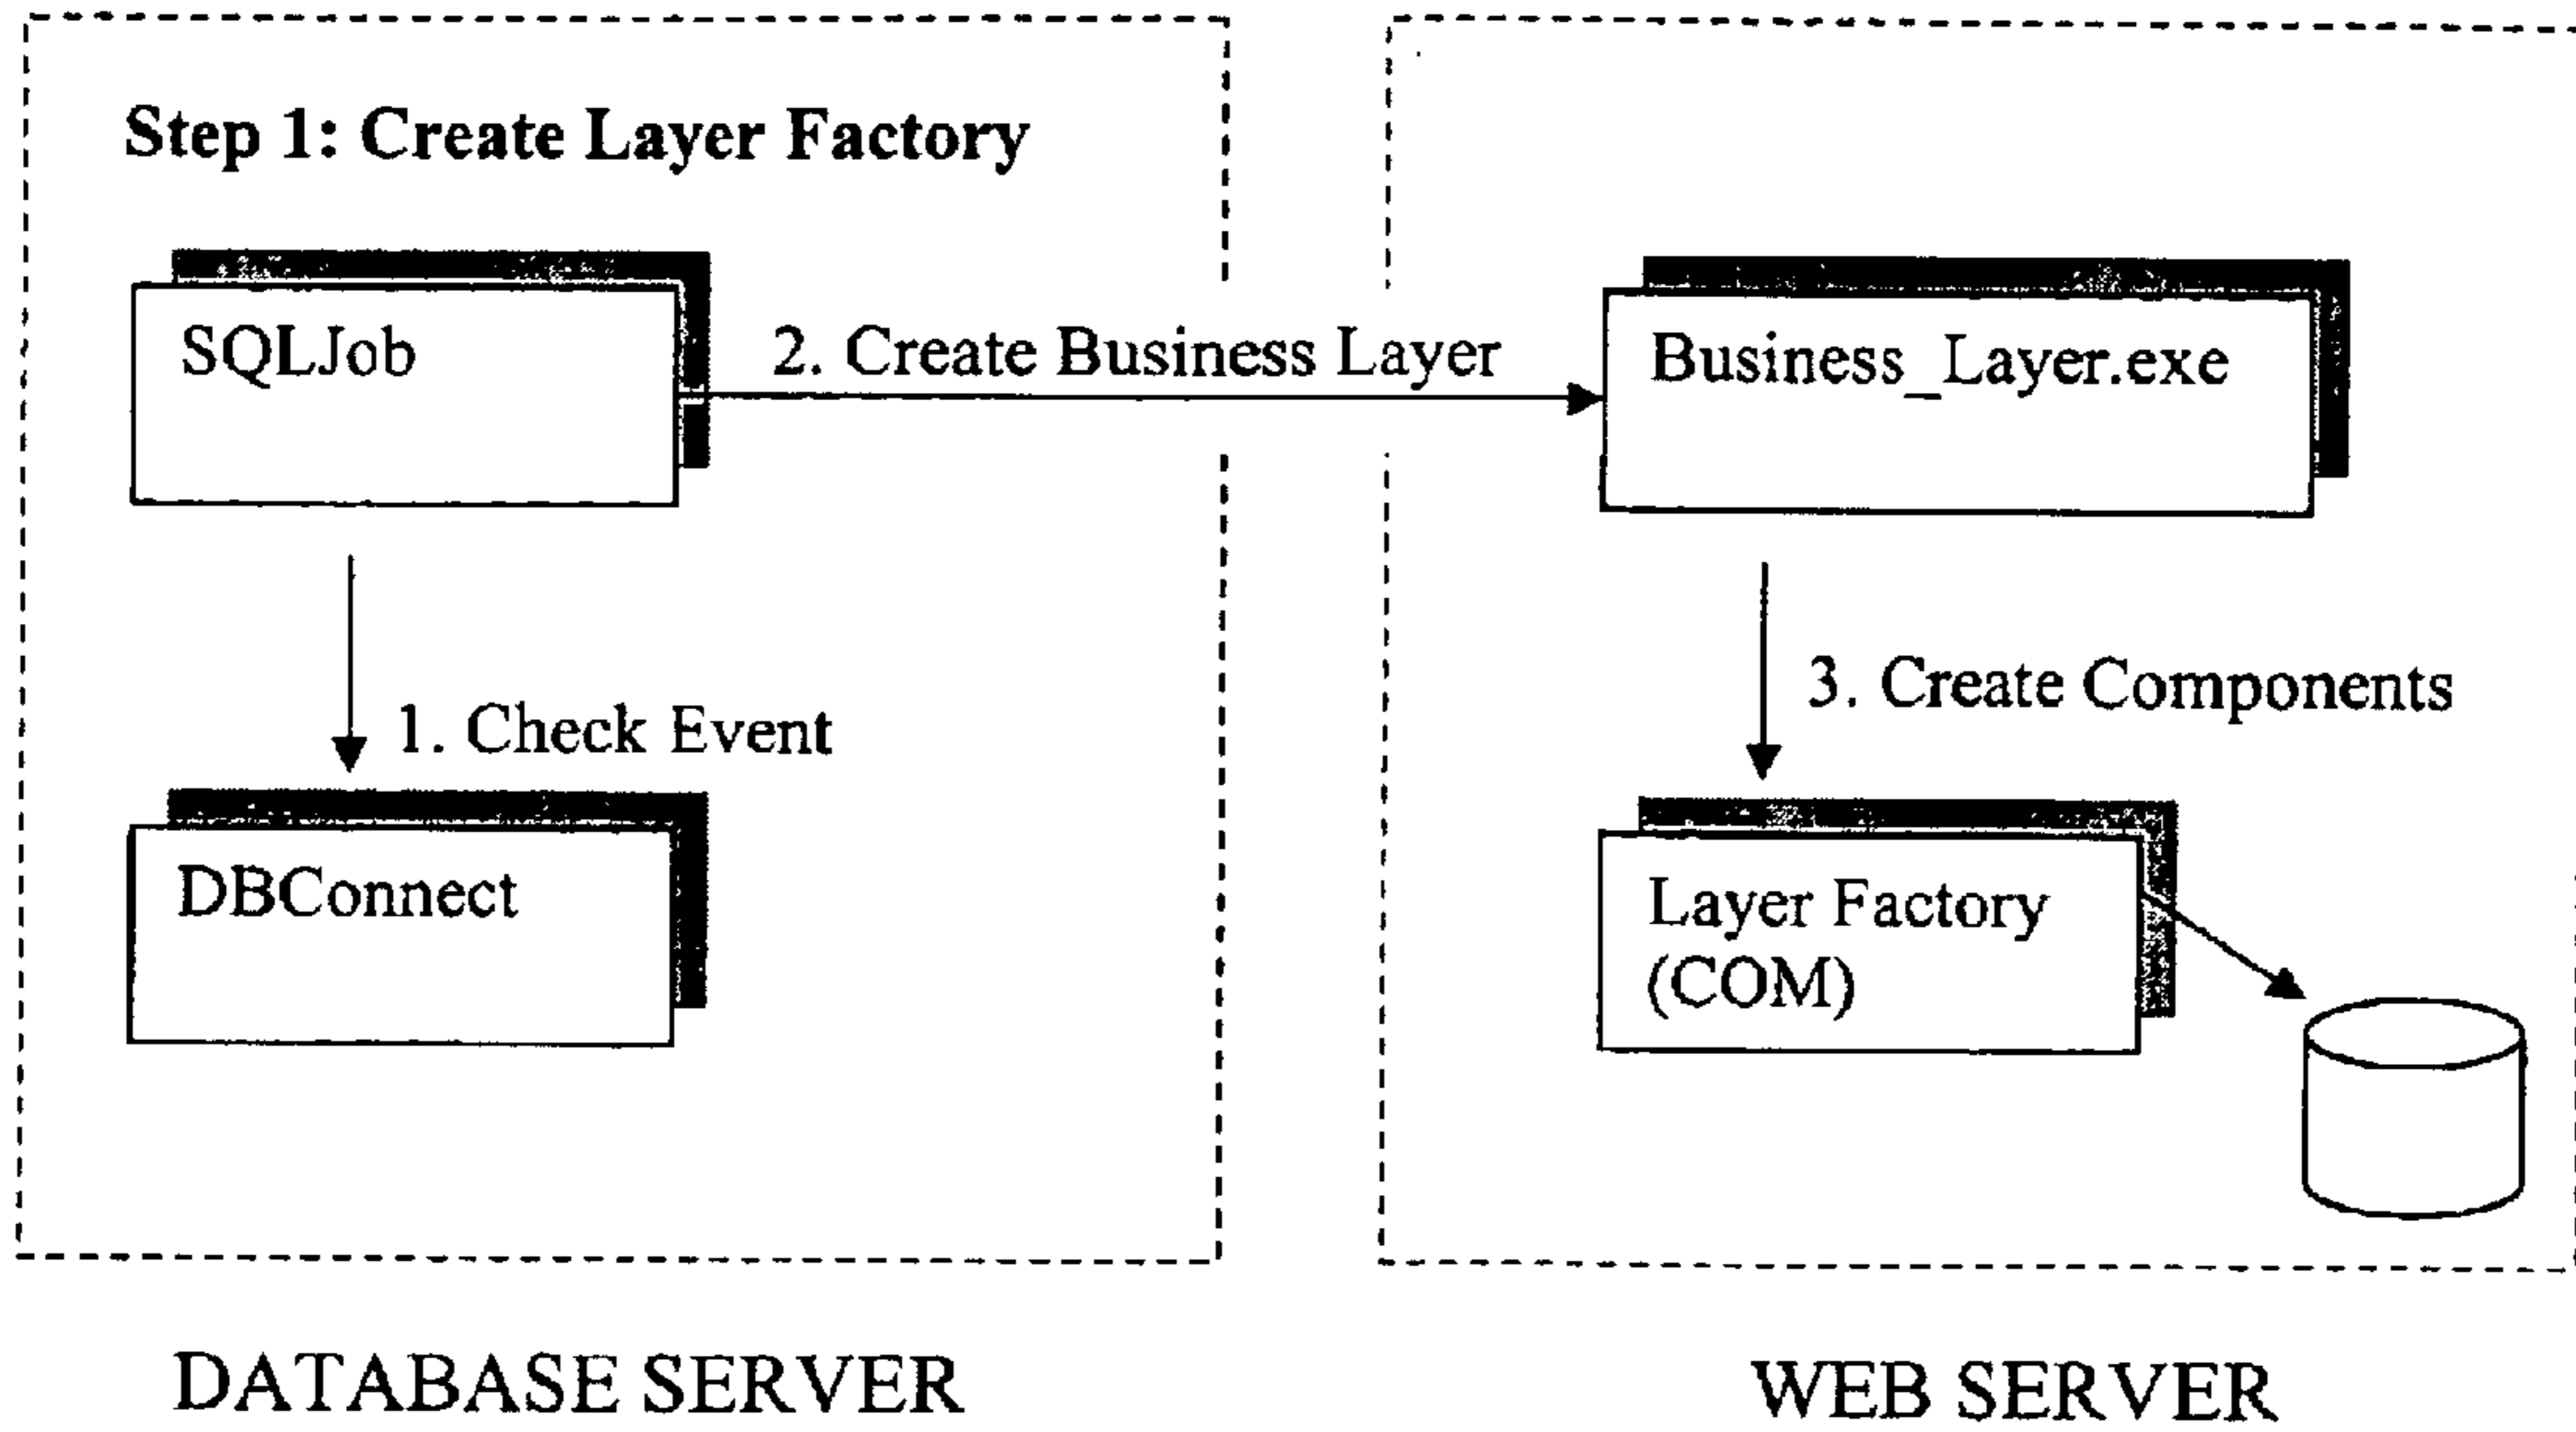 Step 1: Create Layer Factory
SQLJob
2. Create Business Layer
Business_Layer.exe
1. Check Event
3. Create Components
DBConnect
Layer Factory
(COM)
DATABASE SERVER
WEB SERVER